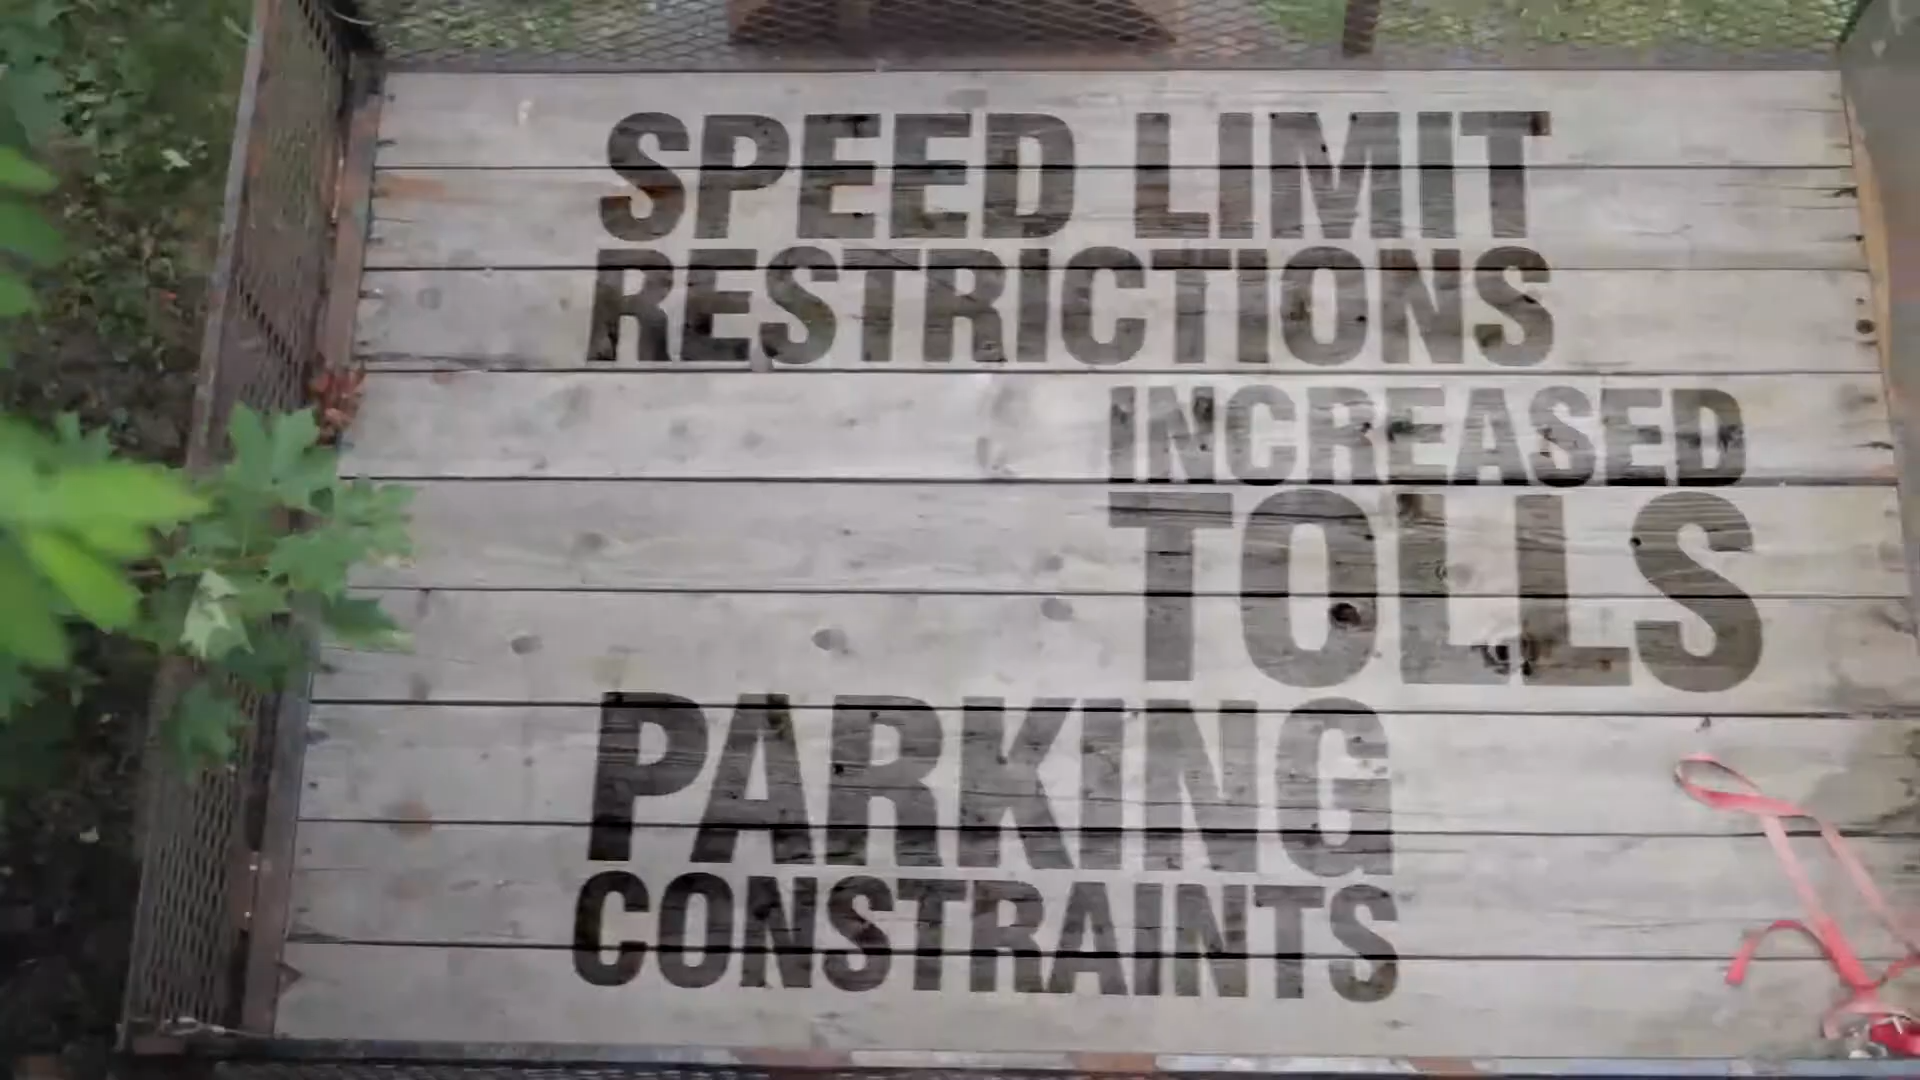 SPEED LIMIT
RESTRICTIONS
INCREASED
TOLLS
PARKING
CONSTRAINTS